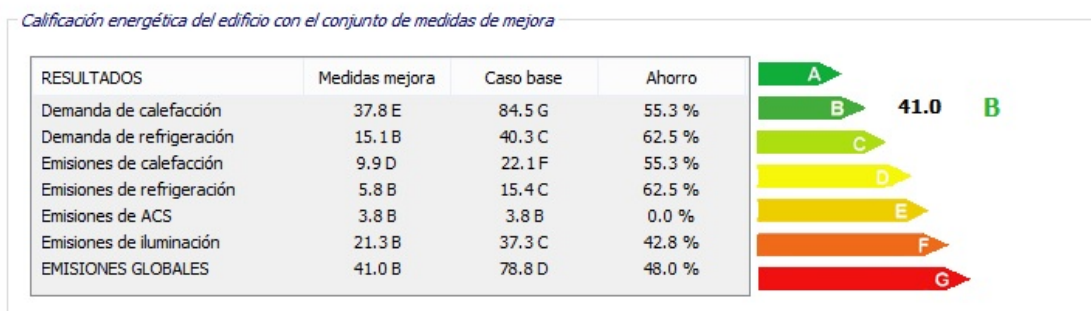 Calificación energética del edificio con el conjunto de medidas de mejora
RESULTADOS Medidas mejora Caso base Ahorro
Demanda de calefacción 37.8 E 84.5 G 55.3 %
Demanda de refrigeración 15.1 B 40.3 C 62.5 %
Emisiones de calefacción 9.9 D 22.1 F 55.3 %
Emisiones de refrigeración 5.8 B 15.4 C 62.5 %
Emisiones de ACS 3.8 B 3.8 B 0.0 %
Emisiones de iluminación 21.3 B 37.3 C 42.8 %
EMISIONES GLOBALES 41.0 B 78.8 D 48.0 %
A
B 41.0 B
C
D
E
F
G